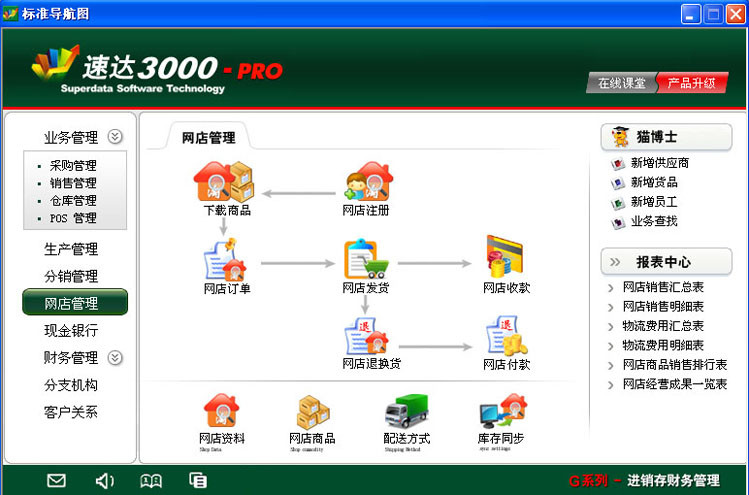 标准导航图
速达3000-PRO
Superdata Software Technology
在线课堂
产品升级
业务管理
采购管理
销售管理
仓库管理
POS 管理
生产管理
分销管理
网店管理
现金银行
财务管理
分支机构
客户关系
网店管理
下载商品
网店注册
网店订单
网店发货
网店收款
退
网店退换货
退
网店付款
网店资料
Shop Data
网店商品
Shop commodity
配送方式
Shipping Method
库存同步
sync settings
猫博士
新增供应商
新增货品
新增员工
业务查找
报表中心
网店销售汇总表
网店销售明细表
物流费用汇总表
物流费用明细表
网店商品销售排行表
网店经营成果一览表
G系列 - 进销存财务管理